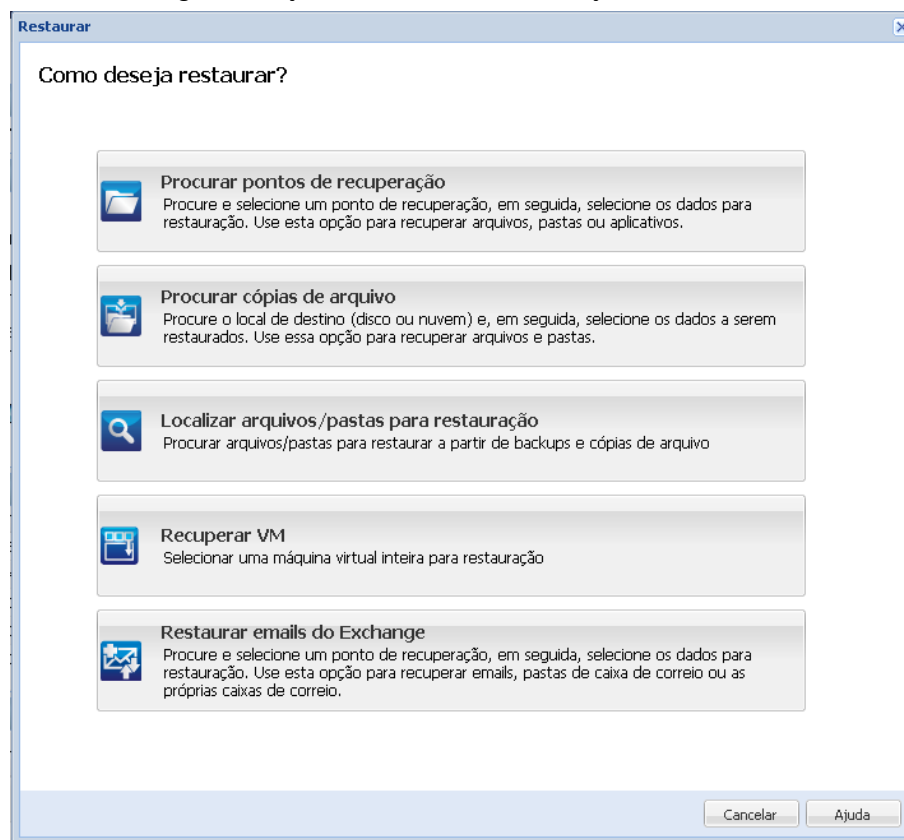 Restaurar
Como deseja restaurar?
Procurar pontos de recuperação
Procure e selecione um ponto de recuperação, em seguida, selecione os dados para
restauração. Use esta opção para recuperar arquivos, pastas ou aplicativos.
Procurar cópias de arquivo
Procure o local de destino (disco ou nuvem) e, em seguida, selecione os dados a serem
restaurados. Use essa opção para recuperar arquivos e pastas.
Localizar arquivos/pastas para restauração
Procurar arquivos/pastas para restaurar a partir de backups e cópias de arquivo
Recuperar VM
Selecionar uma máquina virtual inteira para restauração
Restaurar emails do Exchange
Procure e selecione um ponto de recuperação, em seguida, selecione os dados para
restauração. Use esta opção para recuperar emails, pastas de caixa de correio ou as
próprias caixas de correio.
Cancelar
Ajuda